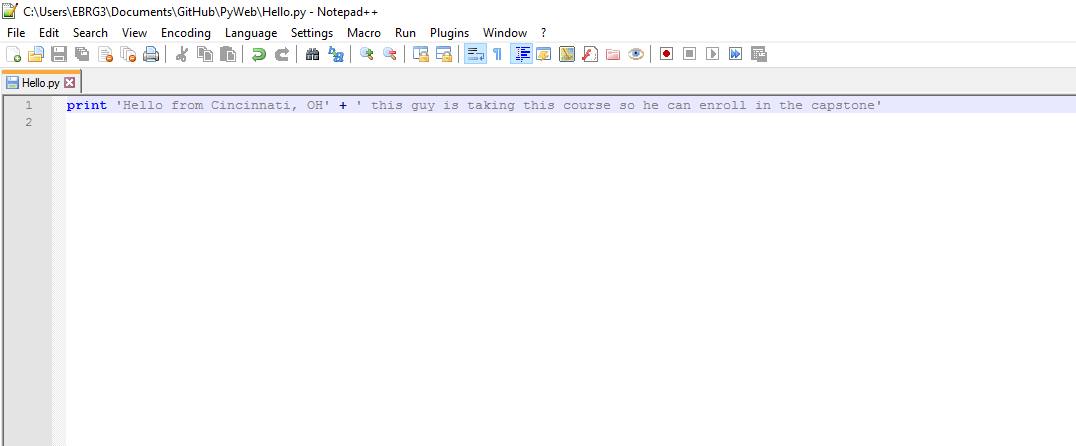 C:\Users\EBRG3\Documents\GitHub\PyWeb\Hello.py - Notepad++
File Edit Search View Encoding Language Settings Macro Run Plugins Window ?
Hello.py
1 print 'Hello from Cincinnati, OH' + ' this guy is taking this course so he can enroll in the capstone'
2